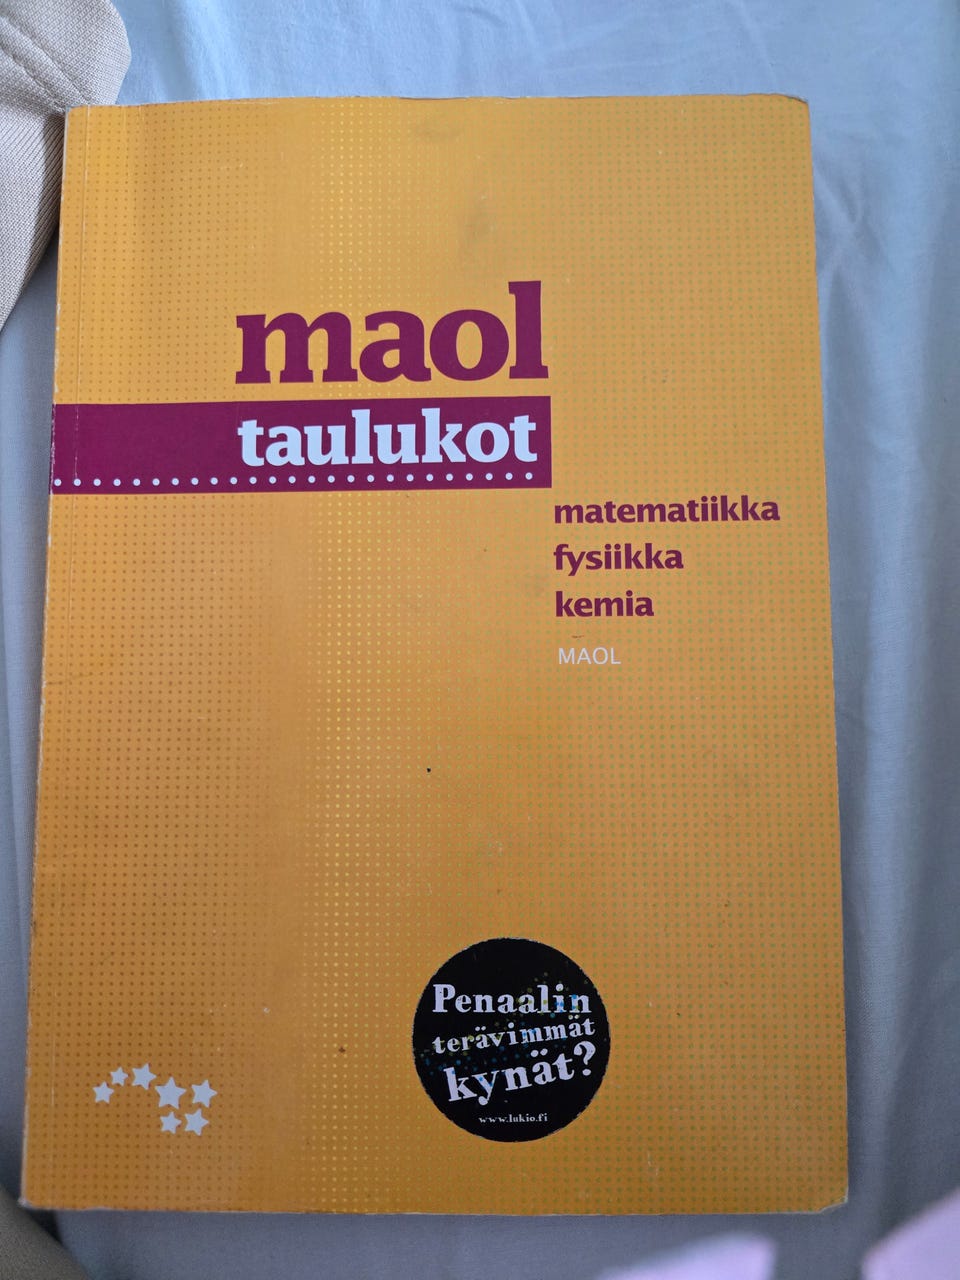 maol
taulukot
matematiikka
fysiikka
kemia
MAOL
Penaalin
terävimmät
kynät?
www.lukio.fi